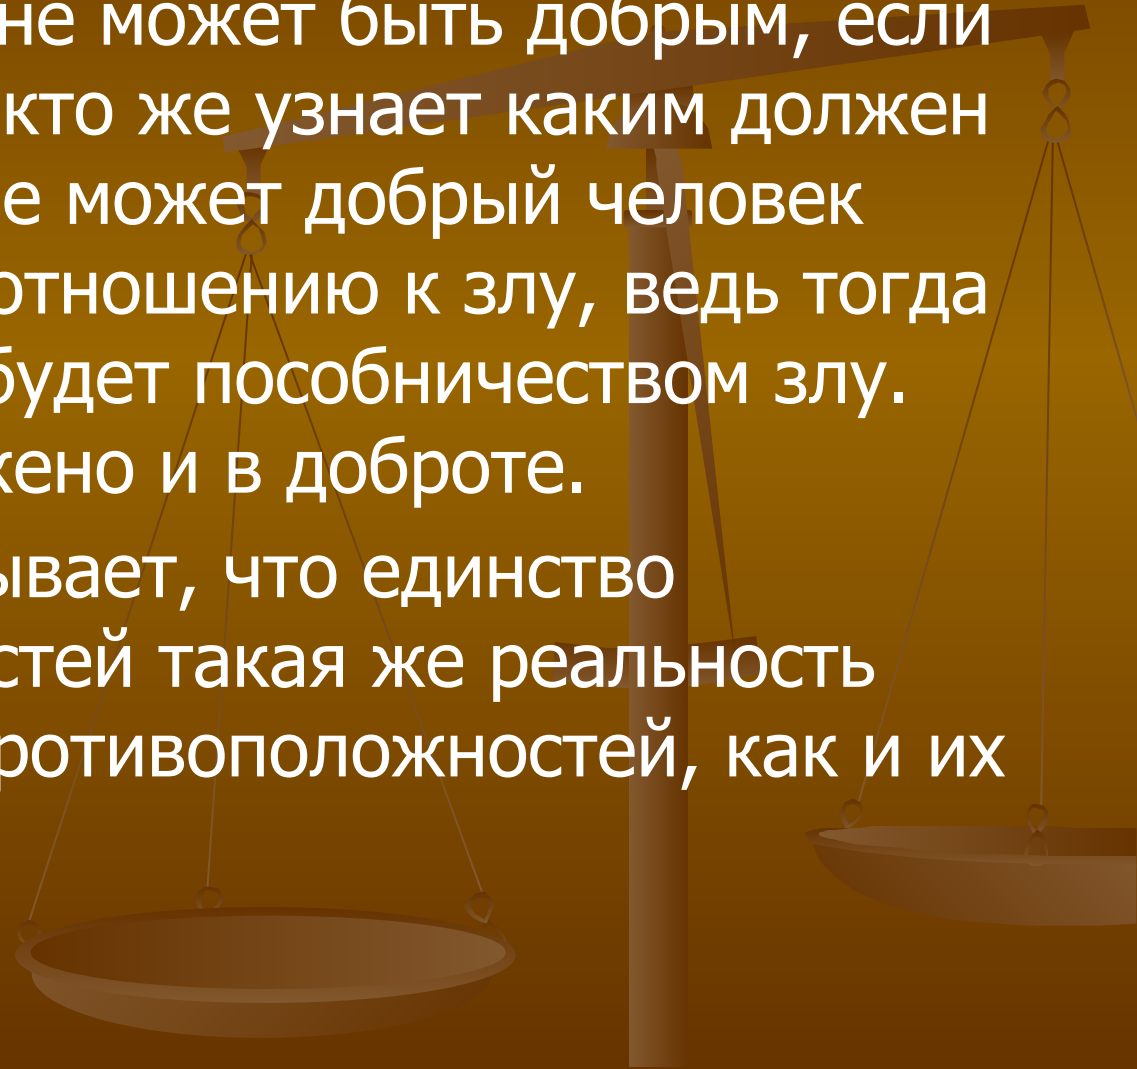 не может быть добрым, если
кто же узнает каким должен
е может добрый человек
отношению к злу, ведь тогда
будет пособничеством злу.
жено и в доброте.
ывает, что единство
стей такая же реальность
ротивоположностей, как и их